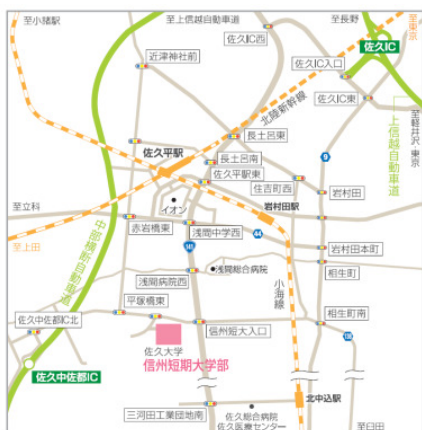 至小諸駅
至上信越自動車道
至長野
至東京
佐久IC西
佐久IC
近津神社前
佐久IC入口
佐久IC東
北陸新幹線
至軽井沢 東京
上信越自動車道
長土呂東
佐久平駅
長土呂南
9
佐久平駅東
住吉町西
岩村田
イオン
至立科
岩村田駅
赤岩橋東
浅間中学西
44
至上田
141
岩村田本町
中部横断自動車道
浅間総合病院
相生町
浅間病院西
小海線
平塚橋東
佐久中佐都IC北
信州短大入口
相生町南
佐久大学
信州短期大学部
佐久中佐都IC
北中込駅
三河田工業団地南
佐久総合病院
佐久医療センター
至臼田